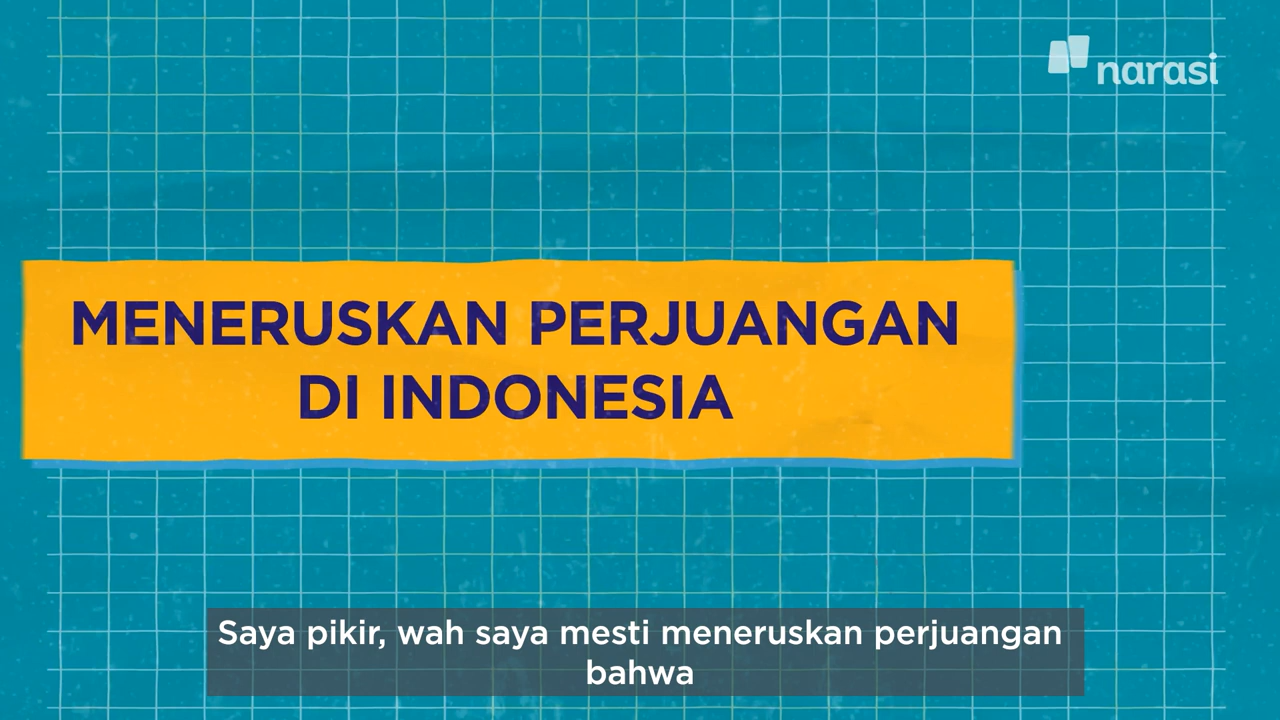 narasi
MENERUSKAN PERJUANGAN
DI INDONESIA
Saya pikir, wah saya mesti meneruskan perjuangan
bahwa